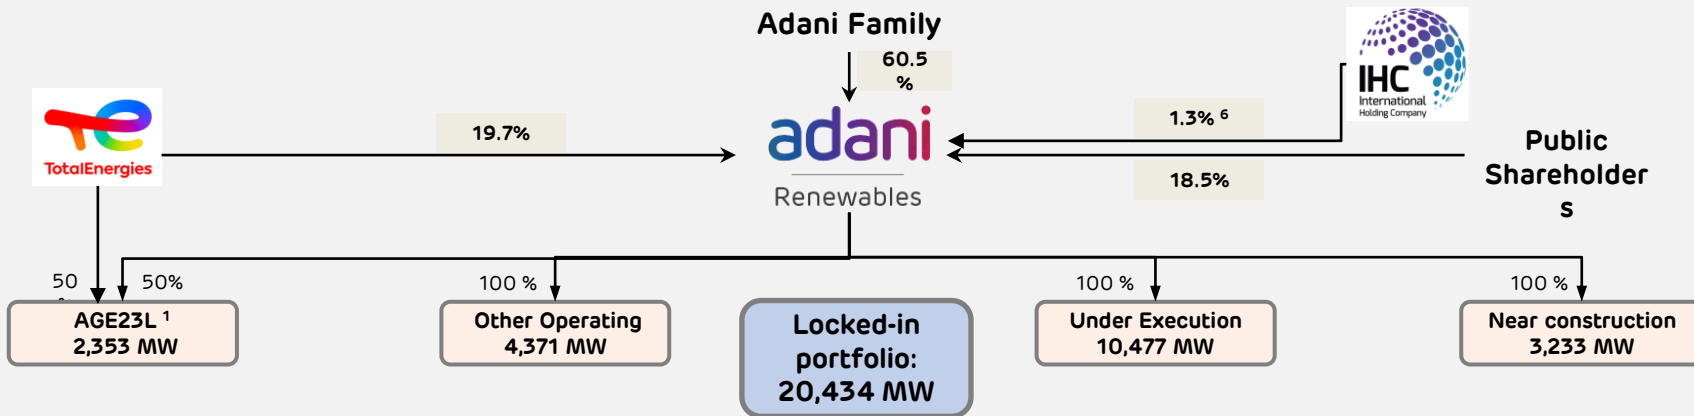 Adani Family
60.5
%
IHC
International
Holding Company
TotalEnergies
19.7%
adani
Renewables
1.3% 6
18.5%
Public
Shareholder
s
50
50%
100 %
100 %
100 %
AGE23L 1
2,353 MW
Other Operating
4,371 MW
Locked-in
portfolio:
20,434 MW
Under Execution
10,477 MW
Near construction
3,233 MW